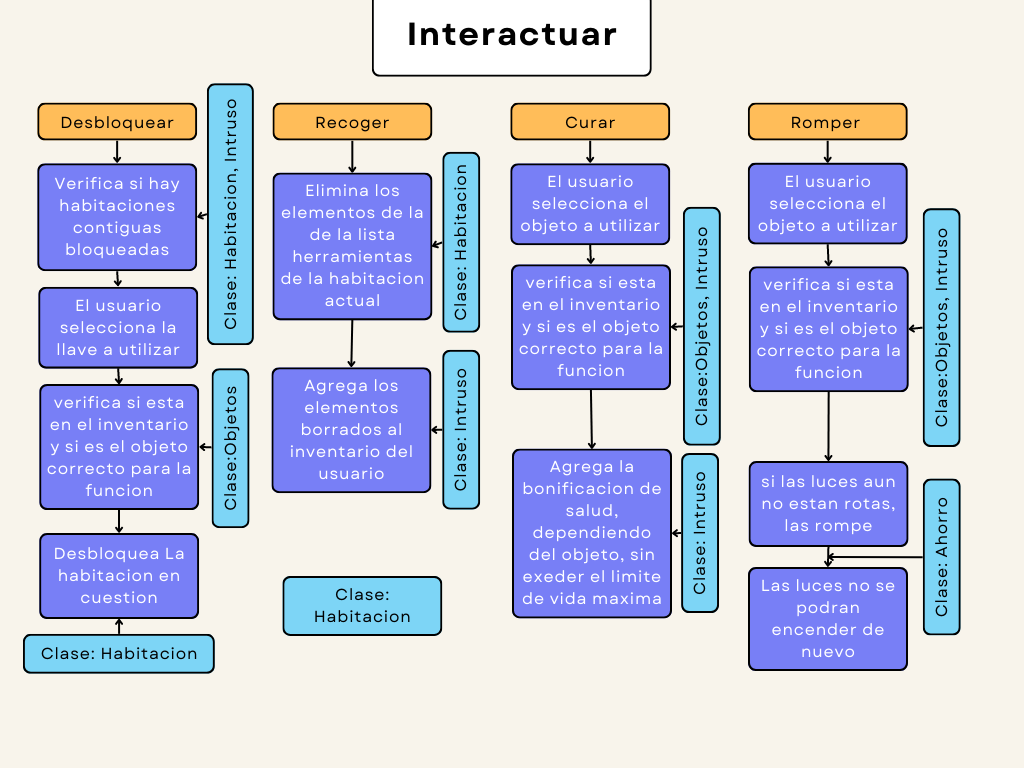 Interactuar
Desbloquear
Verifica si hay
habitaciones
contiguas
bloqueadas
Clase: Habitacion, Intruso
El usuario
selecciona la
llave a utilizar
verifica si esta
en el inventario
y si es el objeto
correcto para la
funcion
Clase:Objetos
Desbloquea La
habitacion en
cuestion
Clase: Habitacion
Recoger
Elimina los
elementos de la
de la lista
herramientas
de la habitacion
actual
Clase: Habitacion
Agrega los
elementos
borrados al
inventario del
usuario
Clase: Intruso
Clase:
Habitacion
Curar
El usuario
selecciona el
objeto a utilizar
verifica si esta
en el inventario
y si es el objeto
correcto para la
funcion
Clase:Objetos, Intruso
Agrega la
bonificacion de
salud,
dependiendo
del objeto, sin
exeder el limite
de vida maxima
Clase: Intruso
Romper
El usuario
selecciona el
objeto a utilizar
verifica si esta
en el inventario
y si es el objeto
correcto para la
funcion
Clase:Objetos, Intruso
si las luces aun
no estan rotas,
las rompe
Clase: Ahorro
Las luces no se
podran
encender de
nuevo